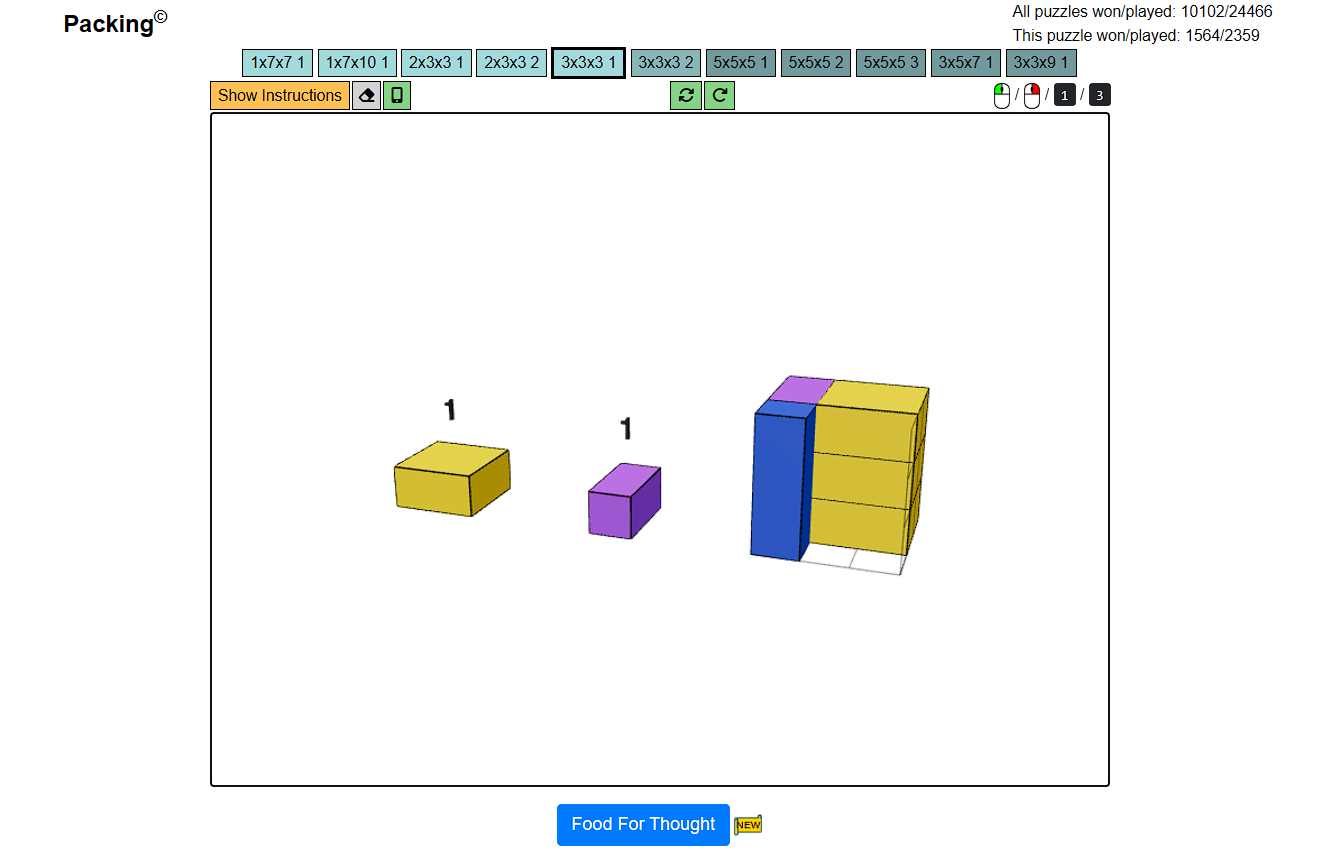 Packing©
All puzzles won/played: 10102/24466
This puzzle won/played: 1564/2359
1x7x7 1 1x7x10 1 2x3x3 1 2x3x3 2 3x3x3 1 3x3x3 2 5x5x5 1 5x5x5 2 5x5x5 3 3x5x7 1 3x3x9 1
Show Instructions / / 1 / 3
1
1
Food For Thought NEW